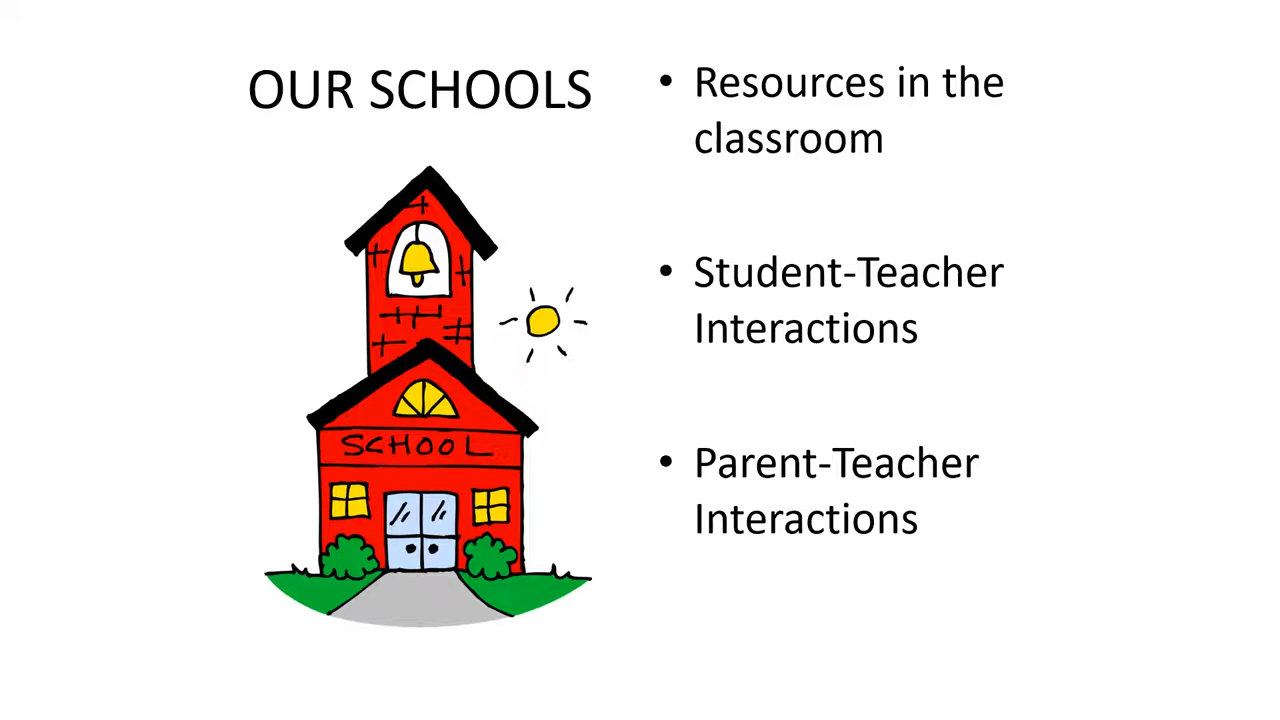 OUR SCHOOLS
SCHOOL
• Resources in the
classroom
• Student-Teacher
Interactions
• Parent-Teacher
Interactions